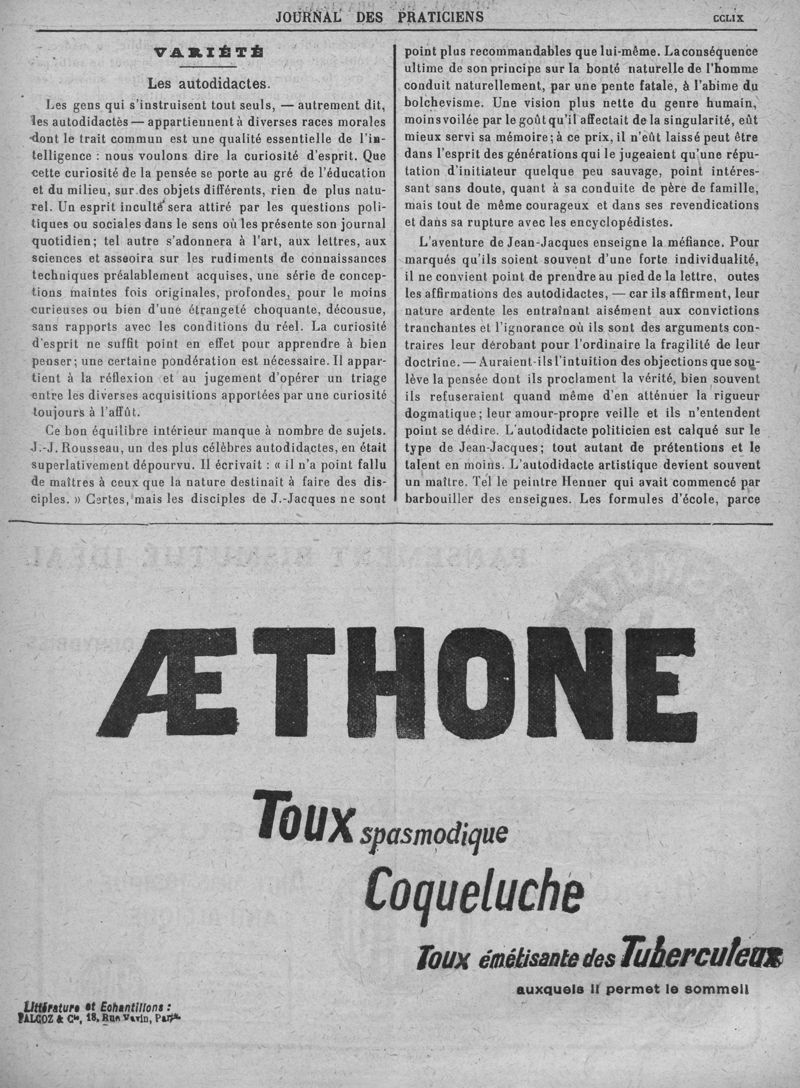 JOURNAL DES PRATICIENS
CCLIX
VARIÉTÉ
Les autodidactes.
Les gens qui s'instruisent tout seuls, — autrement dit,
les autodidactes — appartiennent à diverses races morales
dont le trait commun est une qualité essentielle de l'in-
telligence : nous voulons dire la curiosité d'esprit. Que
cette curiosité de la pensée se porte au gré de l'éducation
et du milieu, sur des objets différents, rien de plus natu-
rel. Un esprit inculte sera attiré par les questions poli-
tiques ou sociales dans le sens où les présente son journal
quotidien; tel autre s'adonnera à l'art, aux lettres, aux
sciences et asseoira sur les rudiments de connaissances
techniques préalablement acquises, une série de concep-
tions maintes fois originales, profondes, pour le moins
curieuses ou bien d'une étrangeté choquante, décousue,
sans rapports avec les conditions du réel. La curiosité
d'esprit ne suffit point en effet pour apprendre à bien
penser; une certaine pondération est nécessaire. Il appar-
tient à la réflexion et au jugement d'opérer un triage
entre les diverses acquisitions apportées par une curiosité
toujours à l'affût.
Ce bon équilibre intérieur manque à nombre de sujets.
J.-J. Rousseau, un des plus célèbres autodidactes, en était
superlativement dépourvu. Il écrivait : « il n'a point fallu
de maîtres à ceux que la nature destinait à faire des dis-
ciples. » Certes, mais les disciples de J.-Jacques ne sont
point plus recommandables que lui-même. La conséquence
ultime de son principe sur la bonté naturelle de l'homme
conduit naturellement, par une pente fatale, à l'abime du
bolchevisme. Une vision plus nette du genre humain,
moins voilée par le goût qu'il affectait de la singularité, eût
mieux servi sa mémoire; à ce prix, il n'eût laissé peut être
dans l'esprit des générations qui le jugeaient qu'une répu-
tation d'initiateur quelque peu sauvage, point intéres-
sant sans doute, quant à sa conduite de père de famille,
mais tout de même courageux et dans ses revendications
et dans sa rupture avec les encyclopédistes.
L'aventure de Jean-Jacques enseigne la méfiance. Pour
marqués qu'ils soient souvent d'une forte individualité,
il ne convient point de prendre au pied de la lettre, outes
les affirmations des autodidactes, — car ils affirment, leur
nature ardente les entraînant aisément aux convictions
tranchantes et l'ignorance où ils sont des arguments con-
traires leur dérobant pour l'ordinaire la fragilité de leur
doctrine. — Auraient-ils l'intuition des objections que sou-
lève la pensée dont ils proclament la vérité, bien souvent
ils refuseraient quand même d'en atténuer la rigueur
dogmatique; leur amour-propre veille et ils n'entendent
point se dédire. L'autodidacte politicien est calqué sur le
type de Jean-Jacques; tout autant de prétentions et le
talent en moins. L'autodidacte artistique devient souvent
un maître. Tel le peintre Henner qui avait commencé par
barbouiller des enseignes. Les formules d'école, parce
ÆTHONE
Toux spasmodique
Coqueluche
Toux émétisante des Tuberculeux
auxquels il permet le sommeil
Littérature et Echantillons :
FALCOZ & Cie, 18, Rue Vavin, Paris.